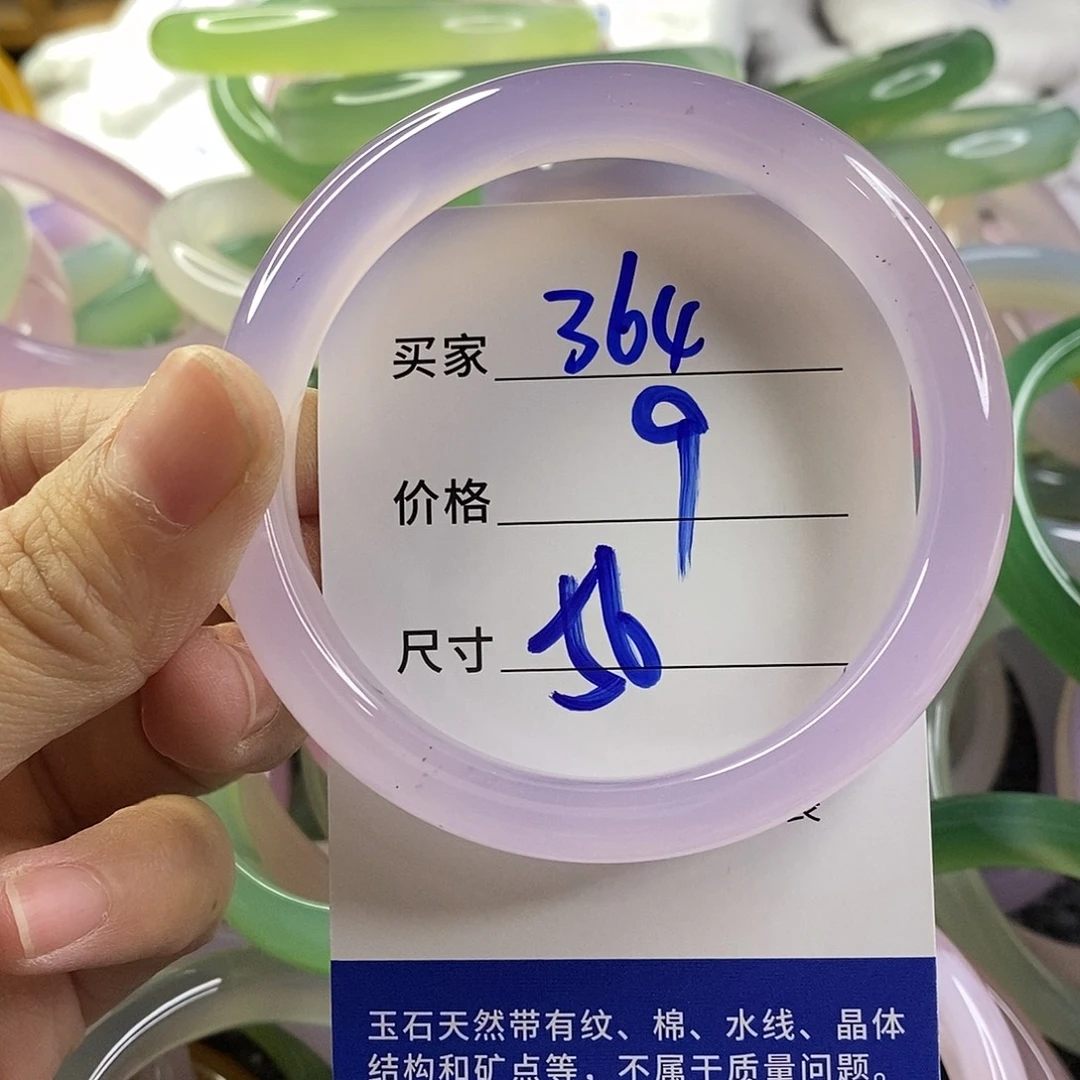 买家 364
价格 9
尺寸 56
玉石天然带有纹、棉、水线、晶体
结构和矿点等，不属于质量问题。